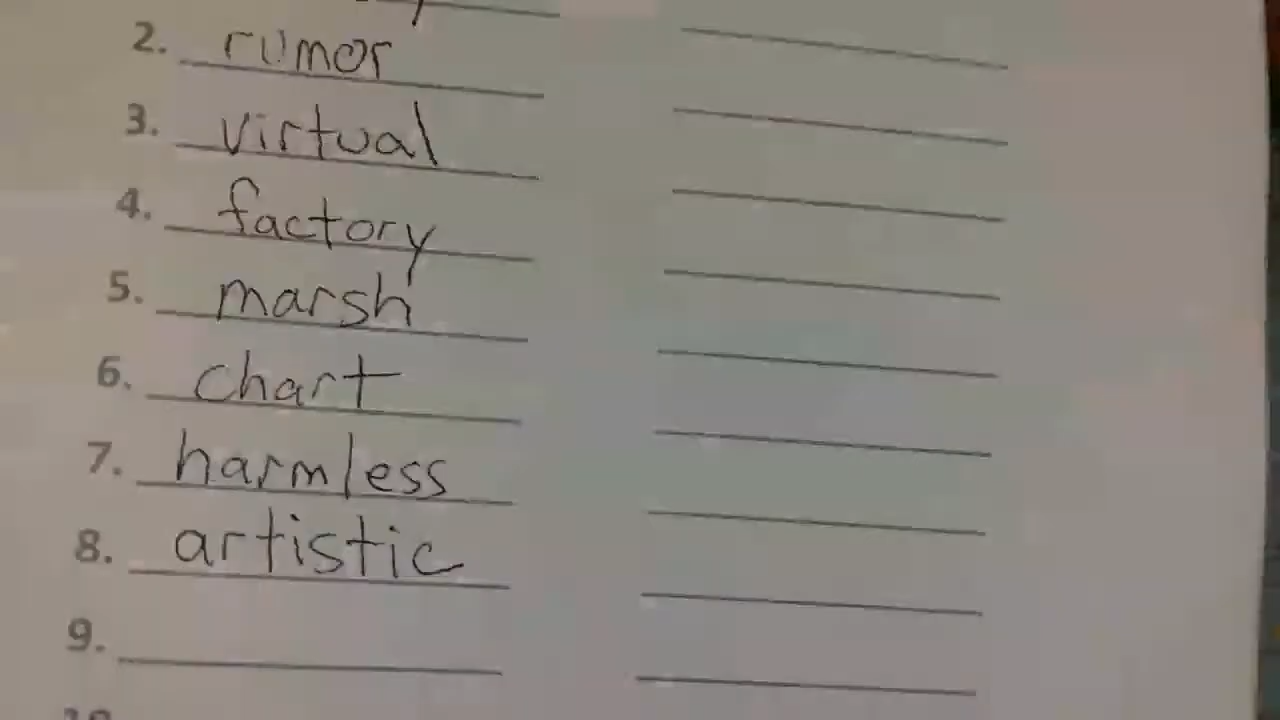 2. rumor
3. virtual
4. factory
5. marsh
6. chart
7. harmless
8. artistic
9.